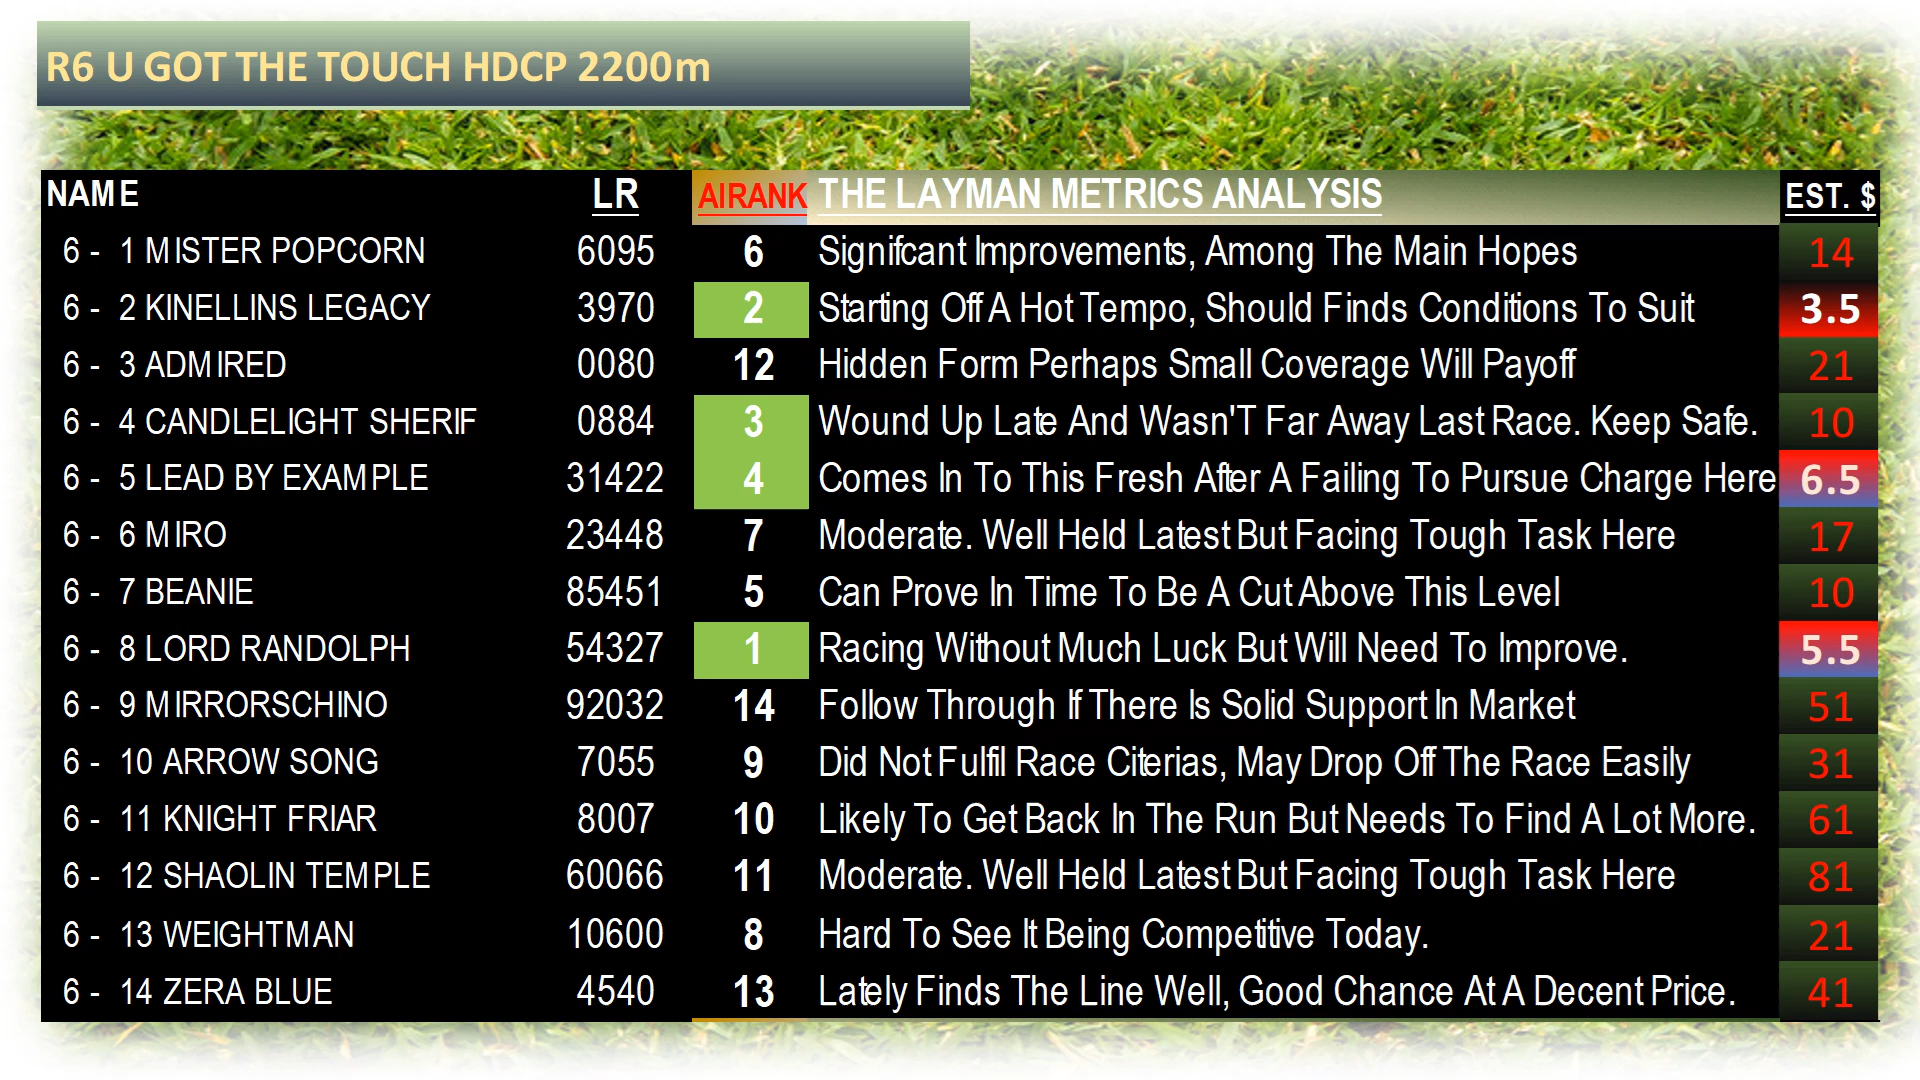 R6 U GOT THE TOUCH HDCP 2200m
NAME LR AIRANK THE LAYMAN METRICS ANALYSIS EST. $
6 - 1 MISTER POPCORN 6095 6 Signifcant Improvements, Among The Main Hopes 14
6 - 2 KINELLINS LEGACY 3970 2 Starting Off A Hot Tempo, Should Finds Conditions To Suit 3.5
6 - 3 ADMIRED 0080 12 Hidden Form Perhaps Small Coverage Will Payoff 21
6 - 4 CANDLELIGHT SHERIF 0884 3 Wound Up Late And Wasn'T Far Away Last Race. Keep Safe. 10
6 - 5 LEAD BY EXAMPLE 31422 4 Comes In To This Fresh After A Failing To Pursue Charge Here 6.5
6 - 6 MIRO 23448 7 Moderate. Well Held Latest But Facing Tough Task Here 17
6 - 7 BEANIE 85451 5 Can Prove In Time To Be A Cut Above This Level 10
6 - 8 LORD RANDOLPH 54327 1 Racing Without Much Luck But Will Need To Improve. 5.5
6 - 9 MIRRORSCHINO 92032 14 Follow Through If There Is Solid Support In Market 51
6 - 10 ARROW SONG 7055 9 Did Not Fulfil Race Citerias, May Drop Off The Race Easily 31
6 - 11 KNIGHT FRIAR 8007 10 Likely To Get Back In The Run But Needs To Find A Lot More. 61
6 - 12 SHAOLIN TEMPLE 60066 11 Moderate. Well Held Latest But Facing Tough Task Here 81
6 - 13 WEIGHTMAN 10600 8 Hard To See It Being Competitive Today. 21
6 - 14 ZERA BLUE 4540 13 Lately Finds The Line Well, Good Chance At A Decent Price. 41